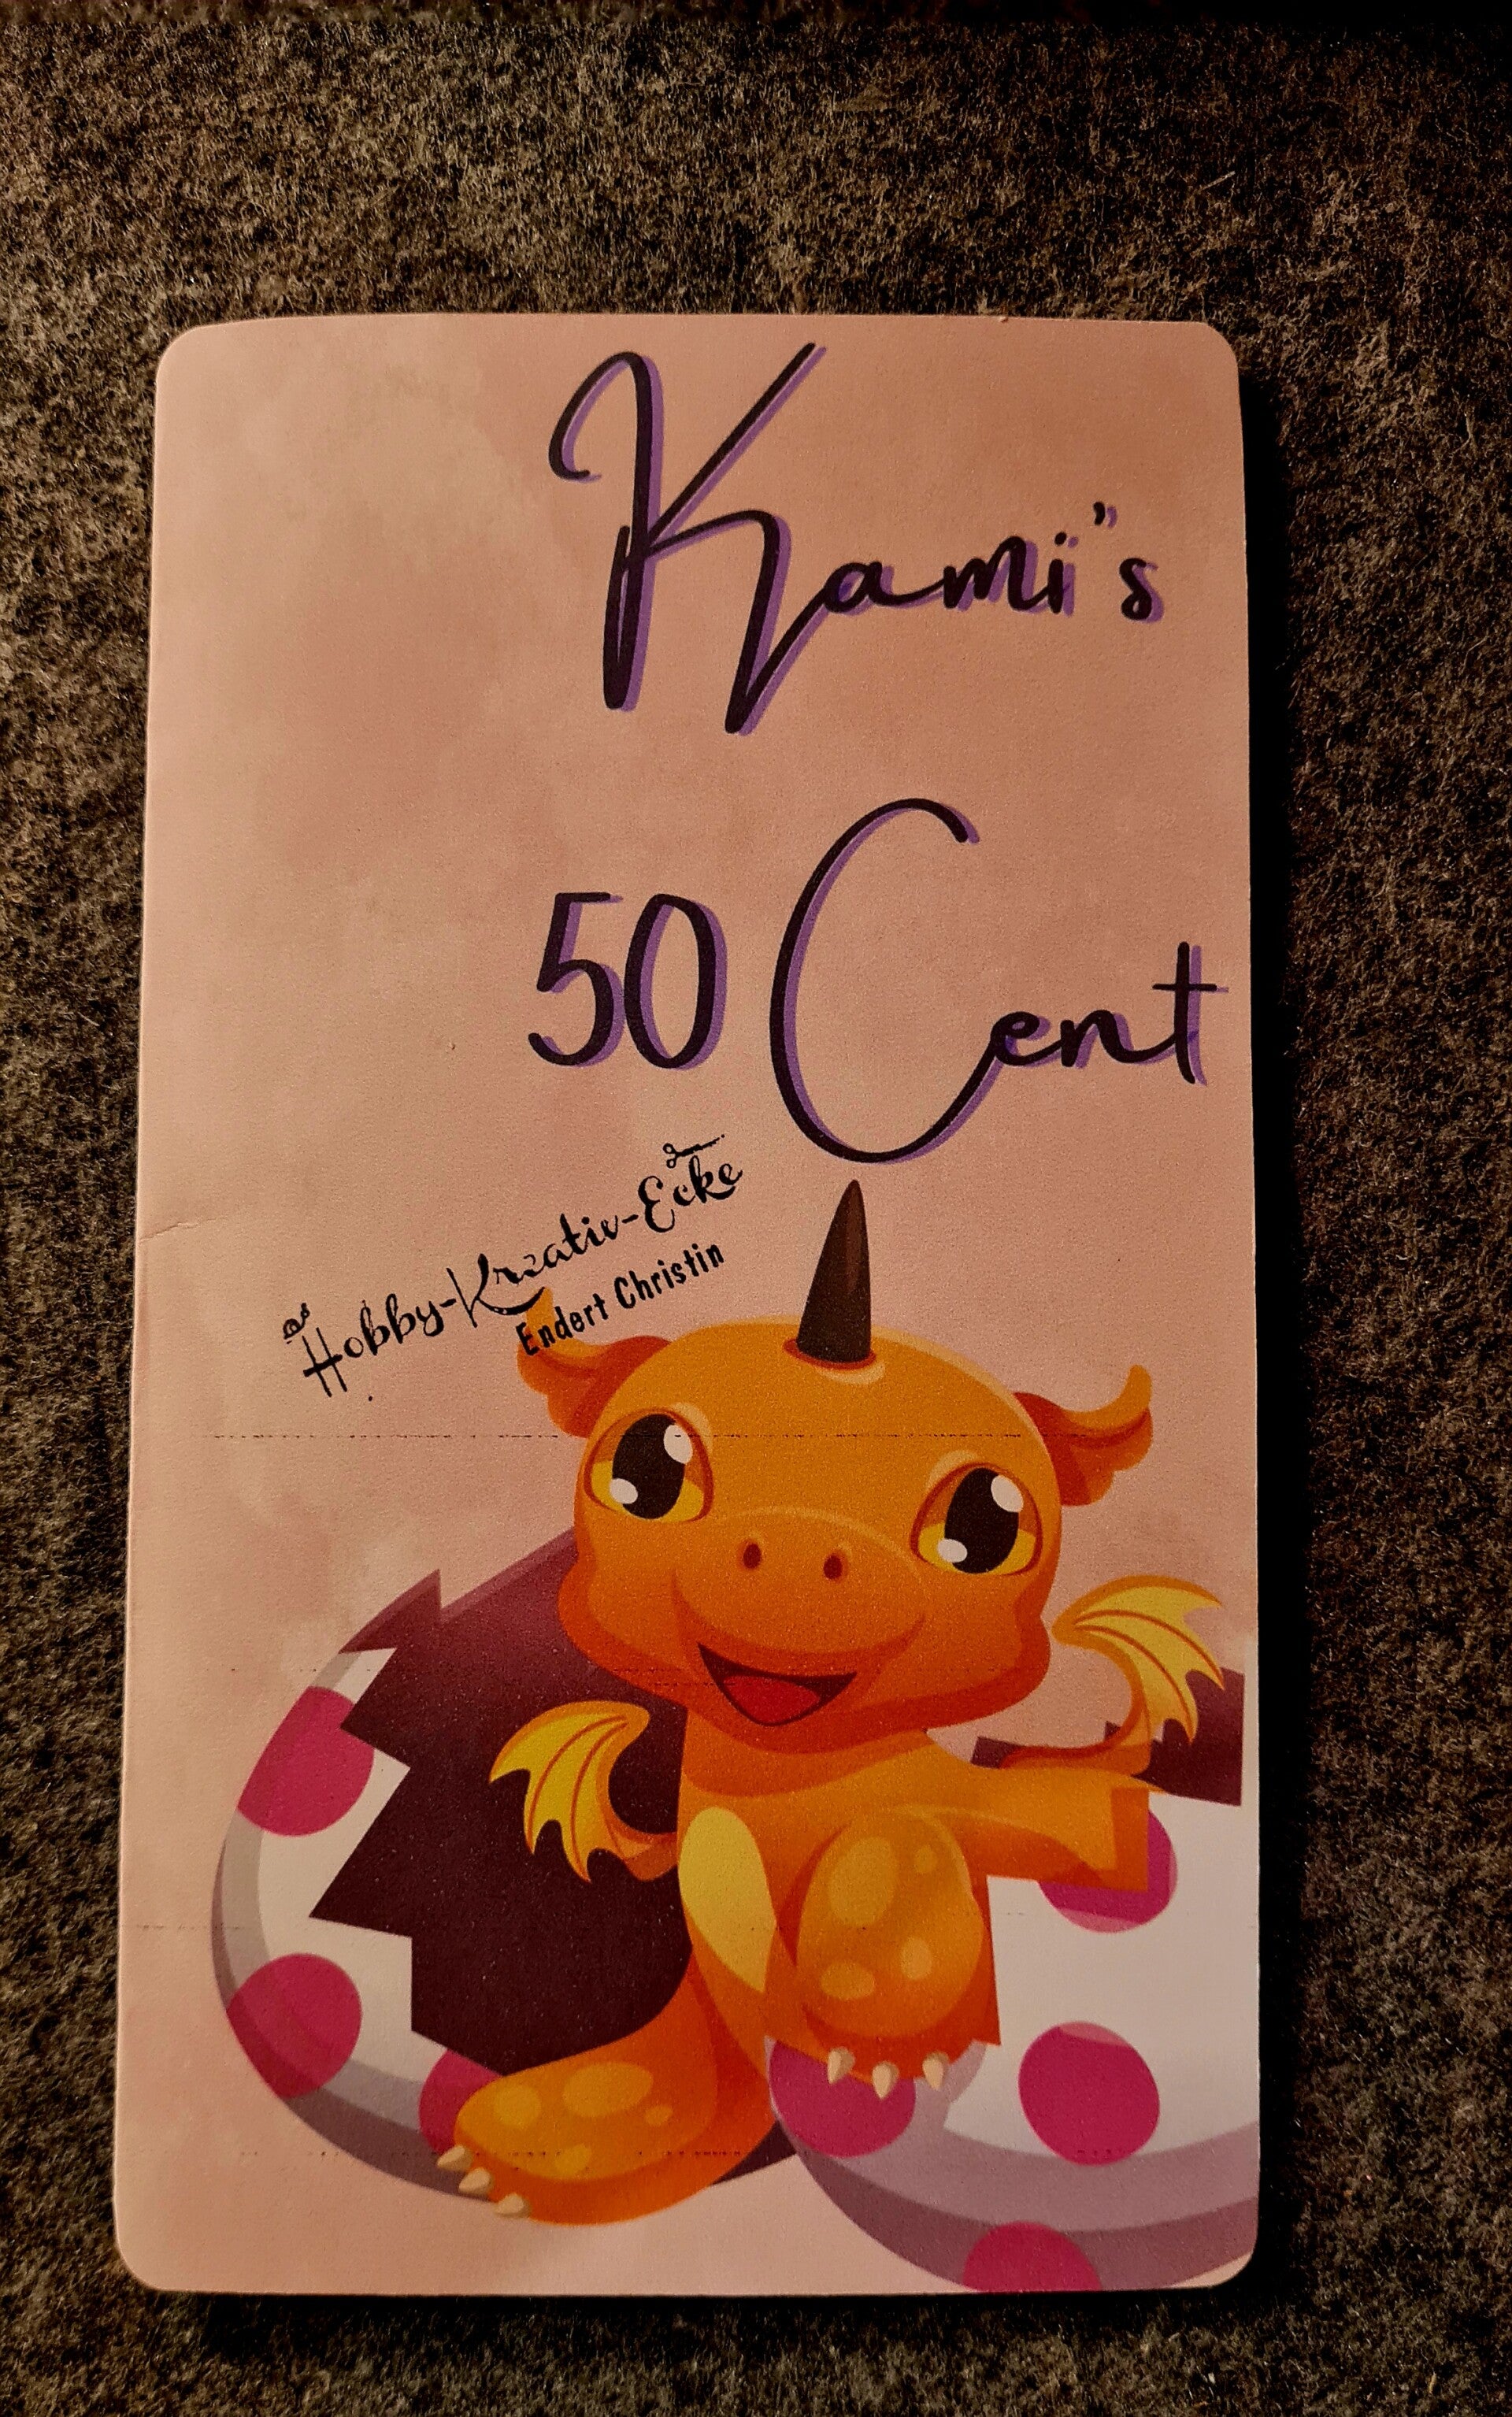 Kami's
50 Cent
Hobby-Kreativ-Ecke
Endert Christin